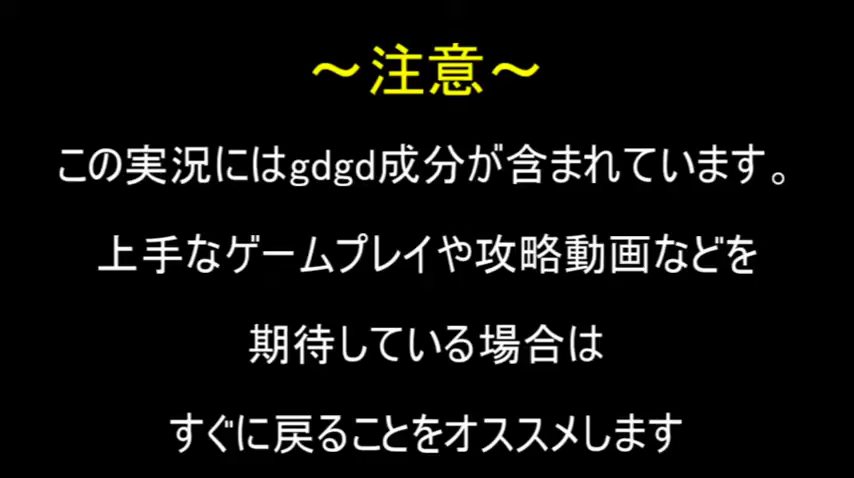 ～注意～
この実況にはgdgd成分が含まれています。
上手なゲームプレイや攻略動画などを
期待している場合は
すぐに戻ることをオススメします